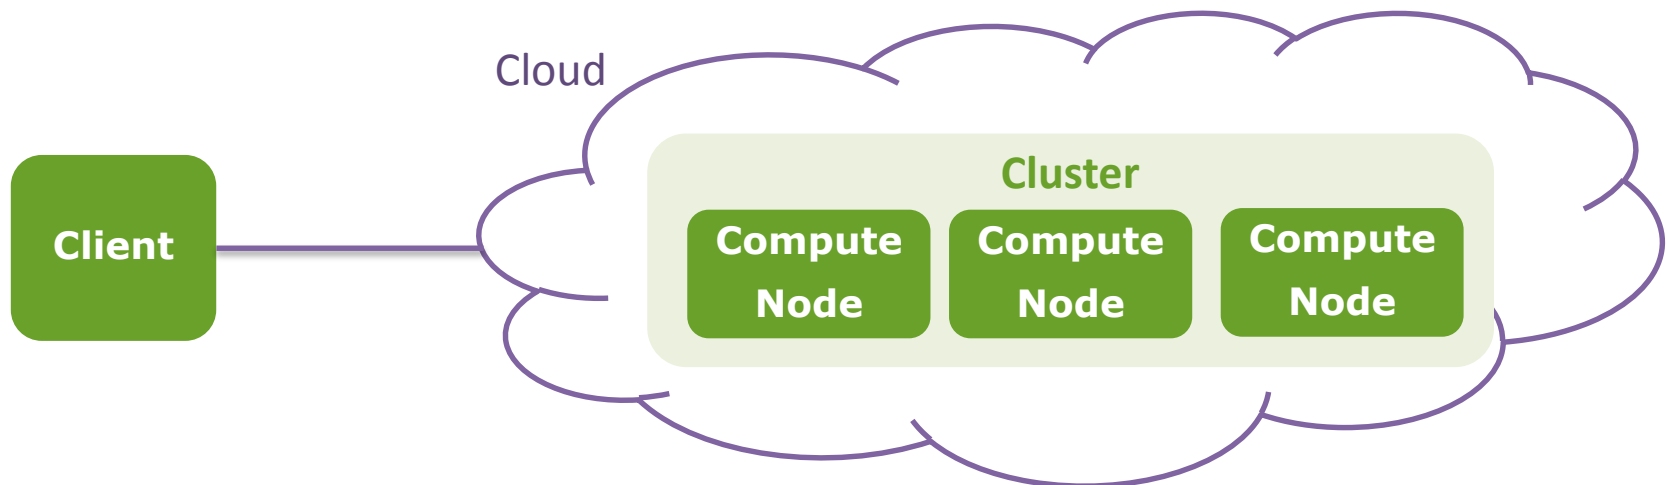 Cloud
Cluster
Client
Compute
Node
Compute
Node
Compute
Node